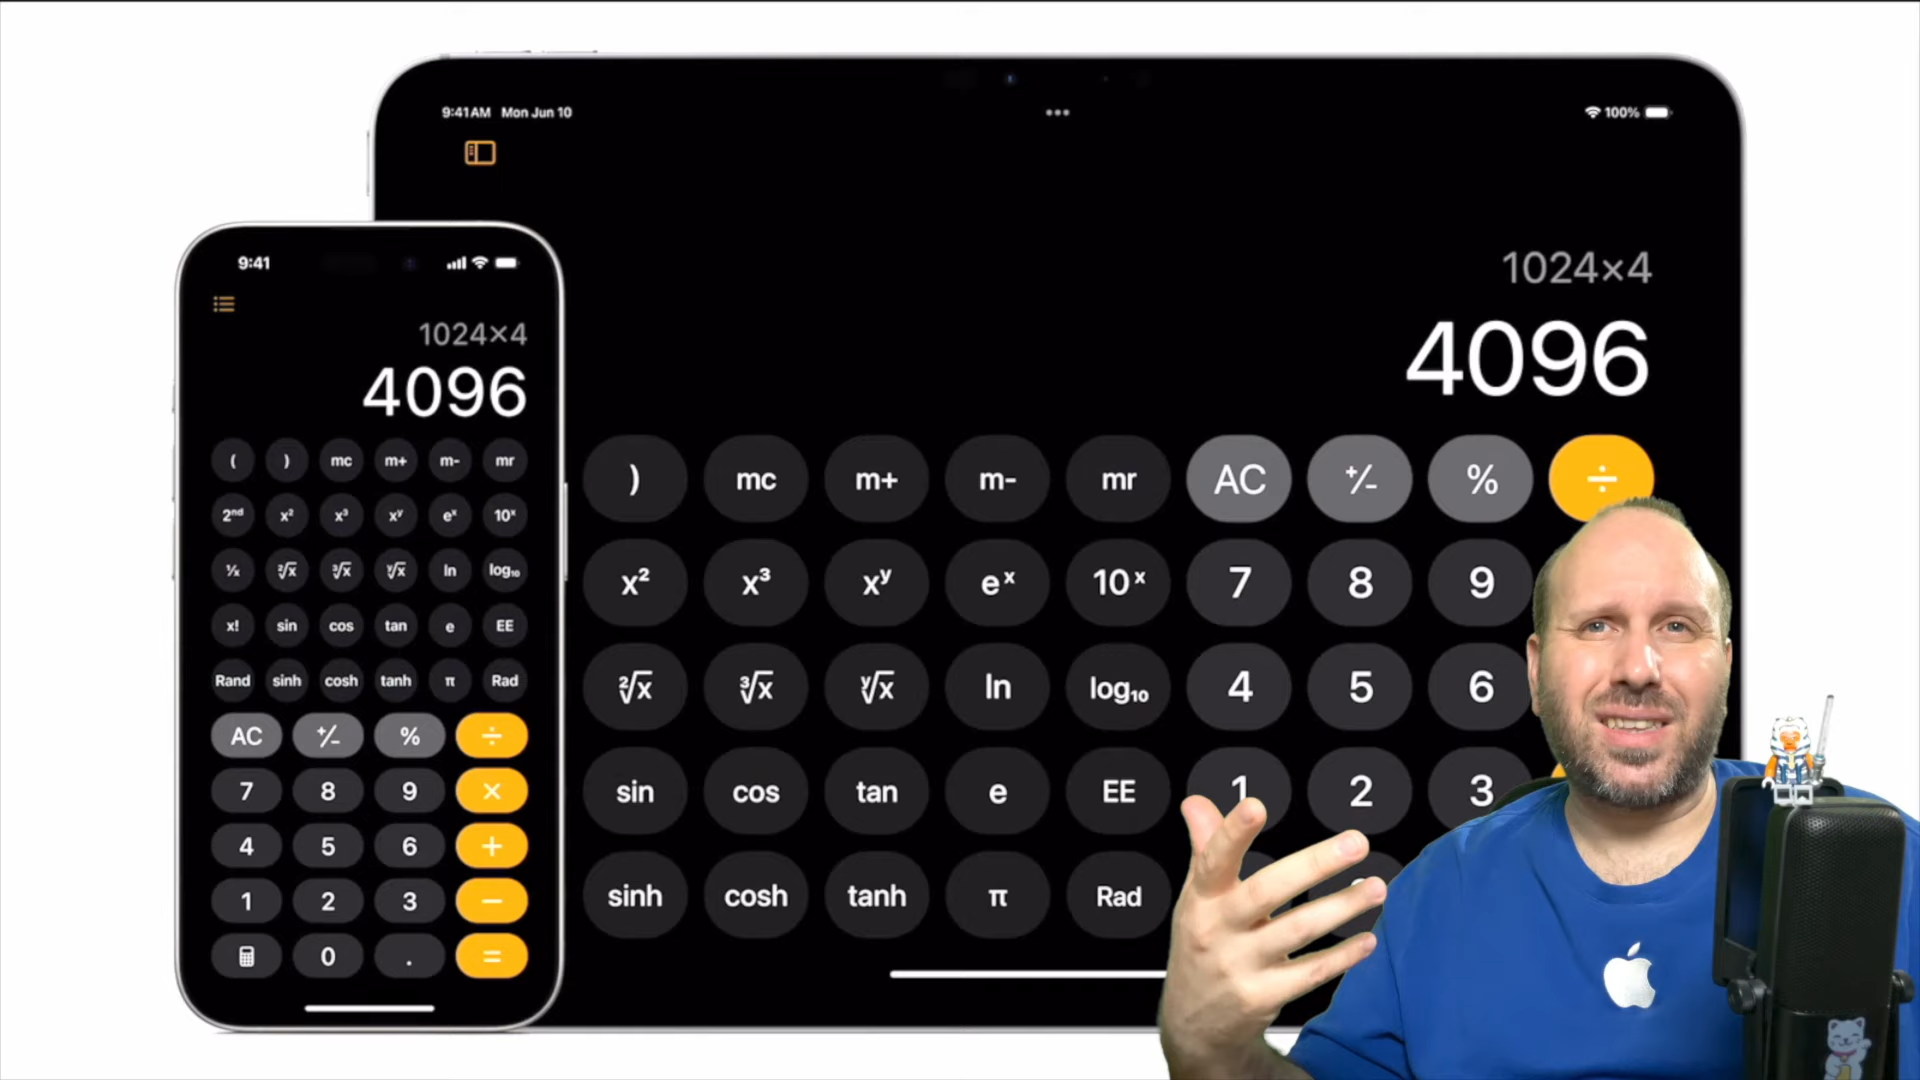 9:41AM Mon Jun 10
100%
1024×4
4096
) mc m+ m- mr AC +/- % ÷
x² x³ xʸ eˣ 10ˣ 7 8 9
²√x ³√x ʸ√x ln log₁₀ 4 5 6
sin cos tan e EE 1 2 3
sinh cosh tanh π Rad
9:41
1024×4
4096
( ) mc m+ m- mr
2ⁿᵈ x² x³ xʸ eˣ 10ˣ
¹/x ²√x ³√x ʸ√x ln log₁₀
x! sin cos tan e EE
Rand sinh cosh tanh π Rad
AC +/- % ÷
7 8 9 ×
4 5 6 +
1 2 3 −
0 . =